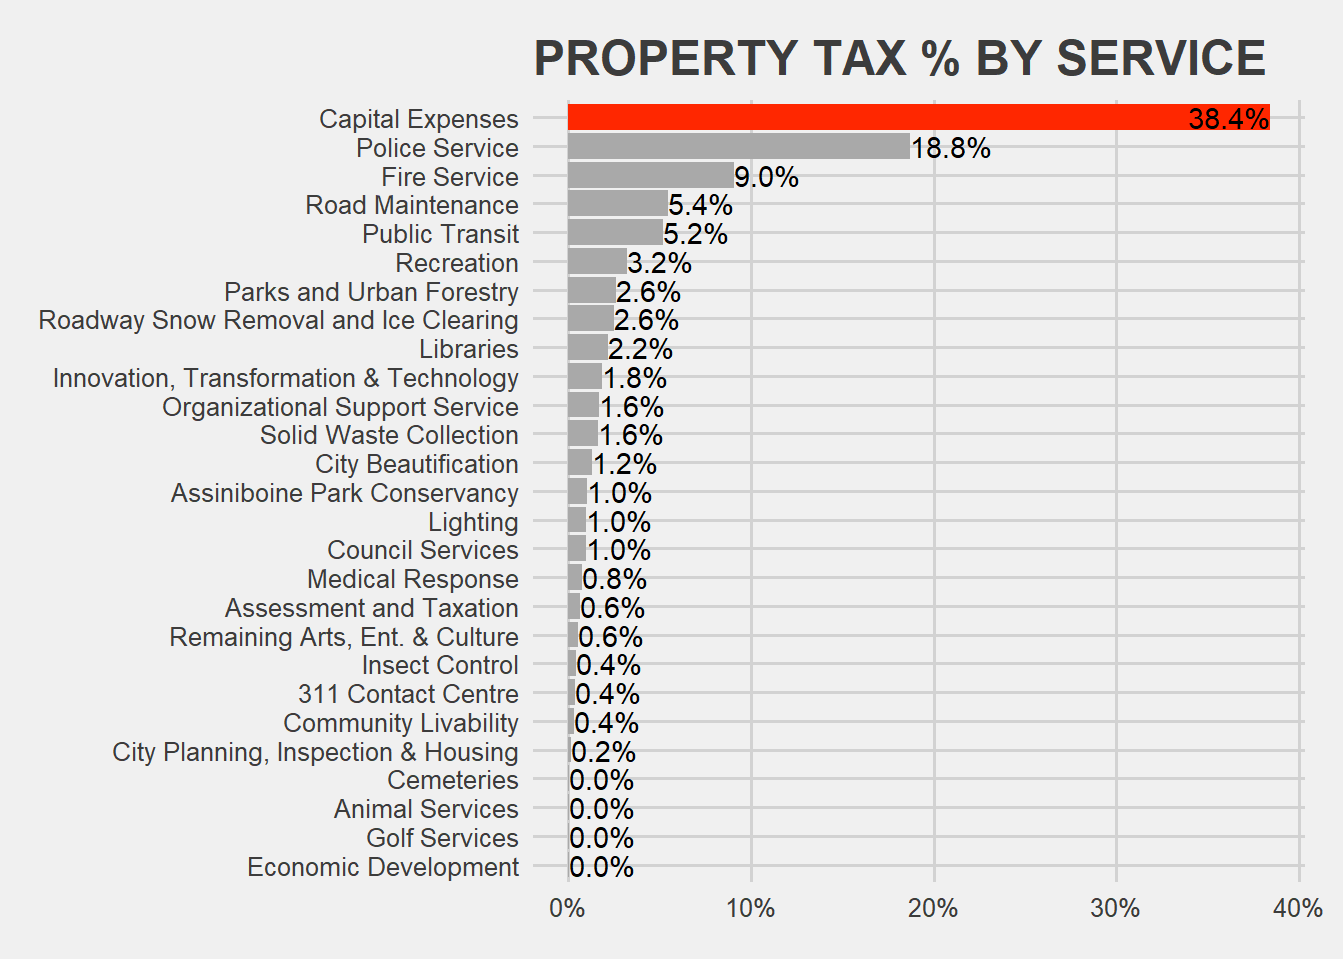 PROPERTY TAX % BY SERVICE
Capital Expenses 38.4%
Police Service 18.8%
Fire Service 9.0%
Road Maintenance 5.4%
Public Transit 5.2%
Recreation 3.2%
Parks and Urban Forestry 2.6%
Roadway Snow Removal and Ice Clearing 2.6%
Libraries 2.2%
Innovation, Transformation & Technology 1.8%
Organizational Support Service 1.6%
Solid Waste Collection 1.6%
City Beautification 1.2%
Assiniboine Park Conservancy 1.0%
Lighting 1.0%
Council Services 1.0%
Medical Response 0.8%
Assessment and Taxation 0.6%
Remaining Arts, Ent. & Culture 0.6%
Insect Control 0.4%
311 Contact Centre 0.4%
Community Livability 0.4%
City Planning, Inspection & Housing 0.2%
Cemeteries 0.0%
Animal Services 0.0%
Golf Services 0.0%
Economic Development 0.0%
0% 10% 20% 30% 40%